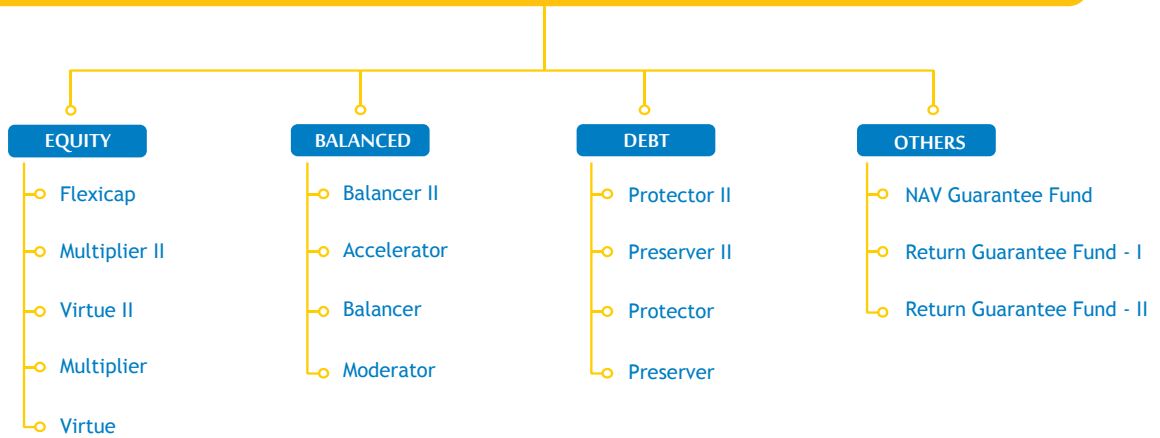 EQUITY
Flexicap
Multiplier II
Virtue II
Multiplier
Virtue
BALANCED
Balancer II
Accelerator
Balancer
Moderator
DEBT
Protector II
Preserver II
Protector
Preserver
OTHERS
NAV Guarantee Fund
Return Guarantee Fund - I
Return Guarantee Fund - II